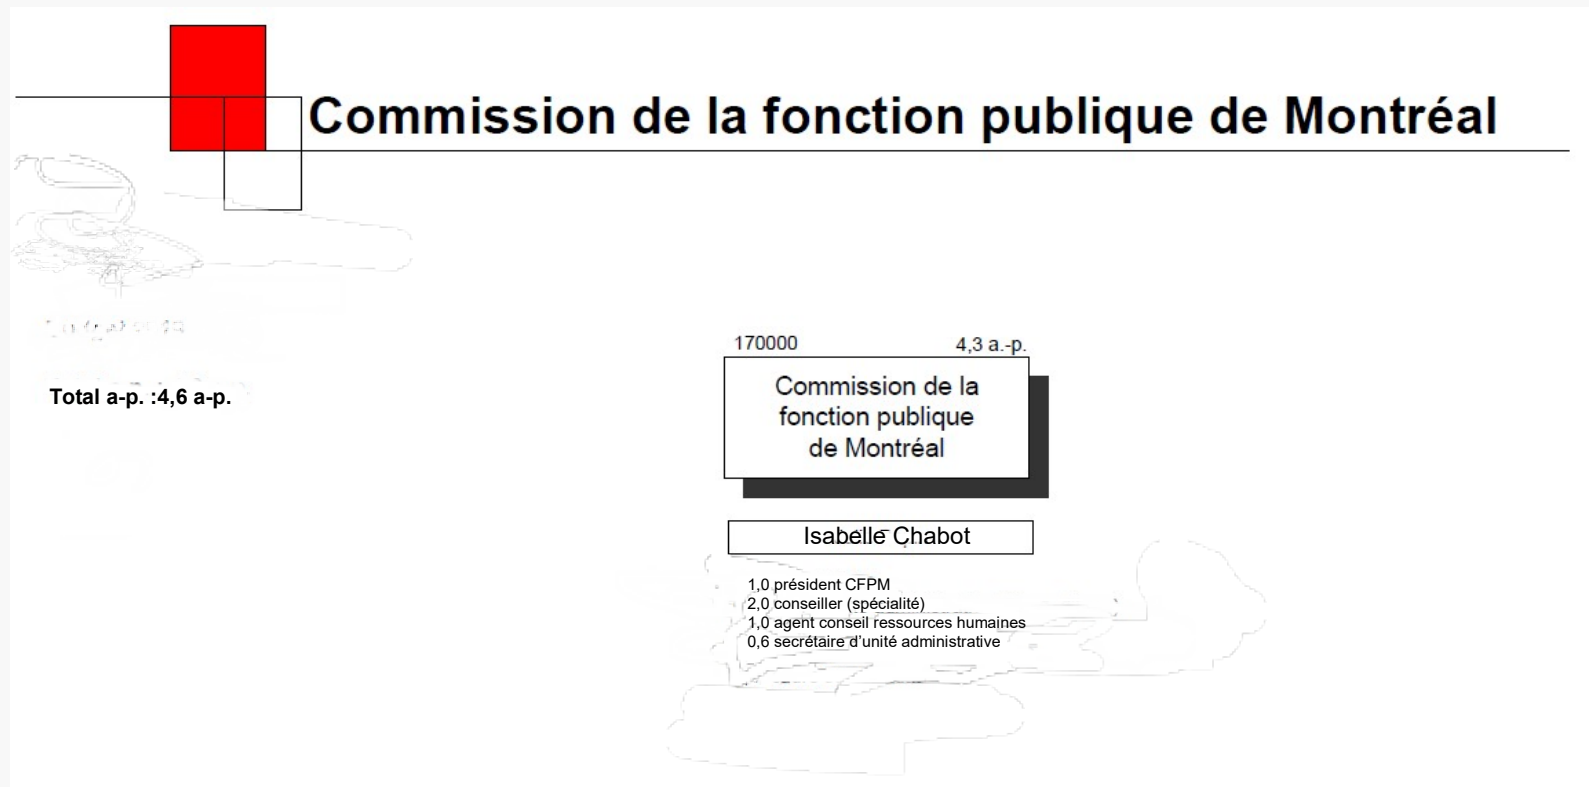 Commission de la fonction publique de Montréal
170000 4,3 a.-p.
Commission de la
fonction publique
de Montréal
Total a-p. :4,6 a-p.
Isabelle Chabot
1,0 président CFPM
2,0 conseiller (spécialité)
1,0 agent conseil ressources humaines
0,6 secrétaire d'unité administrative